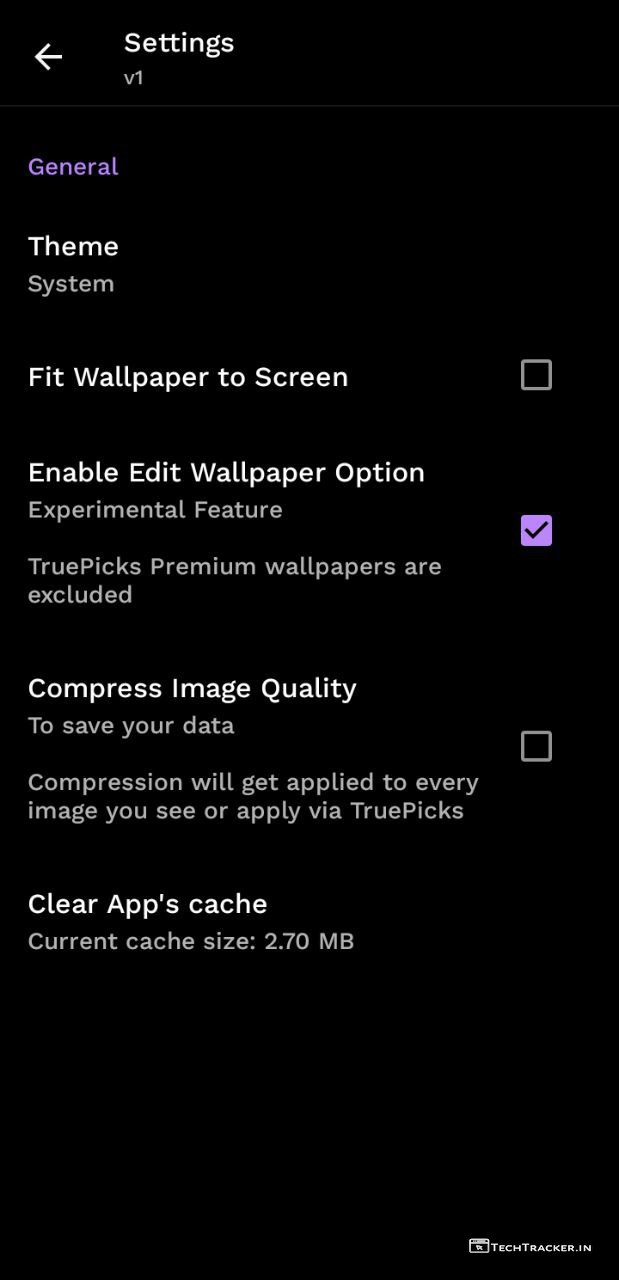 Settings
v1
General
Theme
System
Fit Wallpaper to Screen
Enable Edit Wallpaper Option
Experimental Feature
TruePicks Premium wallpapers are
excluded
Compress Image Quality
To save your data
Compression will get applied to every
image you see or apply via TruePicks
Clear App's cache
Current cache size: 2.70 MB
TECHTRACKER.IN